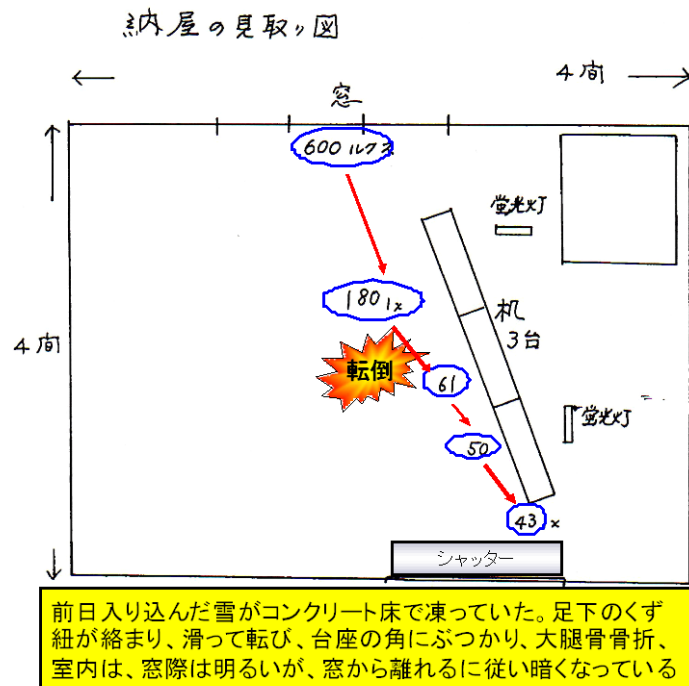 納屋の見取り図
4間
窓
600ルクス
蛍光灯
180lx
机
3台
4間
転倒
61
蛍光灯
50
43
シャッター
前日入り込んだ雪がコンクリート床で凍っていた。足下のくず
紐が絡まり、滑って転び、台座の角にぶつかり、大腿骨骨折、
室内は、窓際は明るいが、窓から離れるに従い暗くなっている